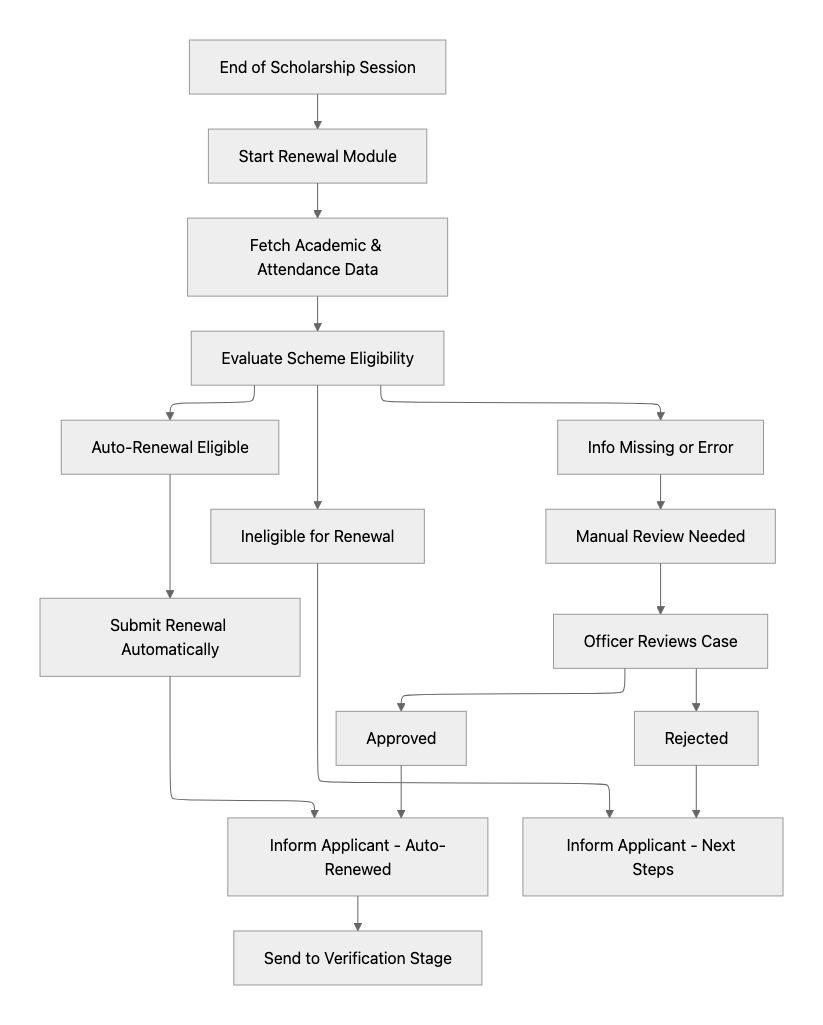 End of Scholarship Session
Start Renewal Module
Fetch Academic &
Attendance Data
Evaluate Scheme Eligibility
Auto-Renewal Eligible
Info Missing or Error
Ineligible for Renewal
Manual Review Needed
Submit Renewal
Automatically
Officer Reviews Case
Approved
Rejected
Inform Applicant - Auto-
Renewed
Inform Applicant - Next
Steps
Send to Verification Stage